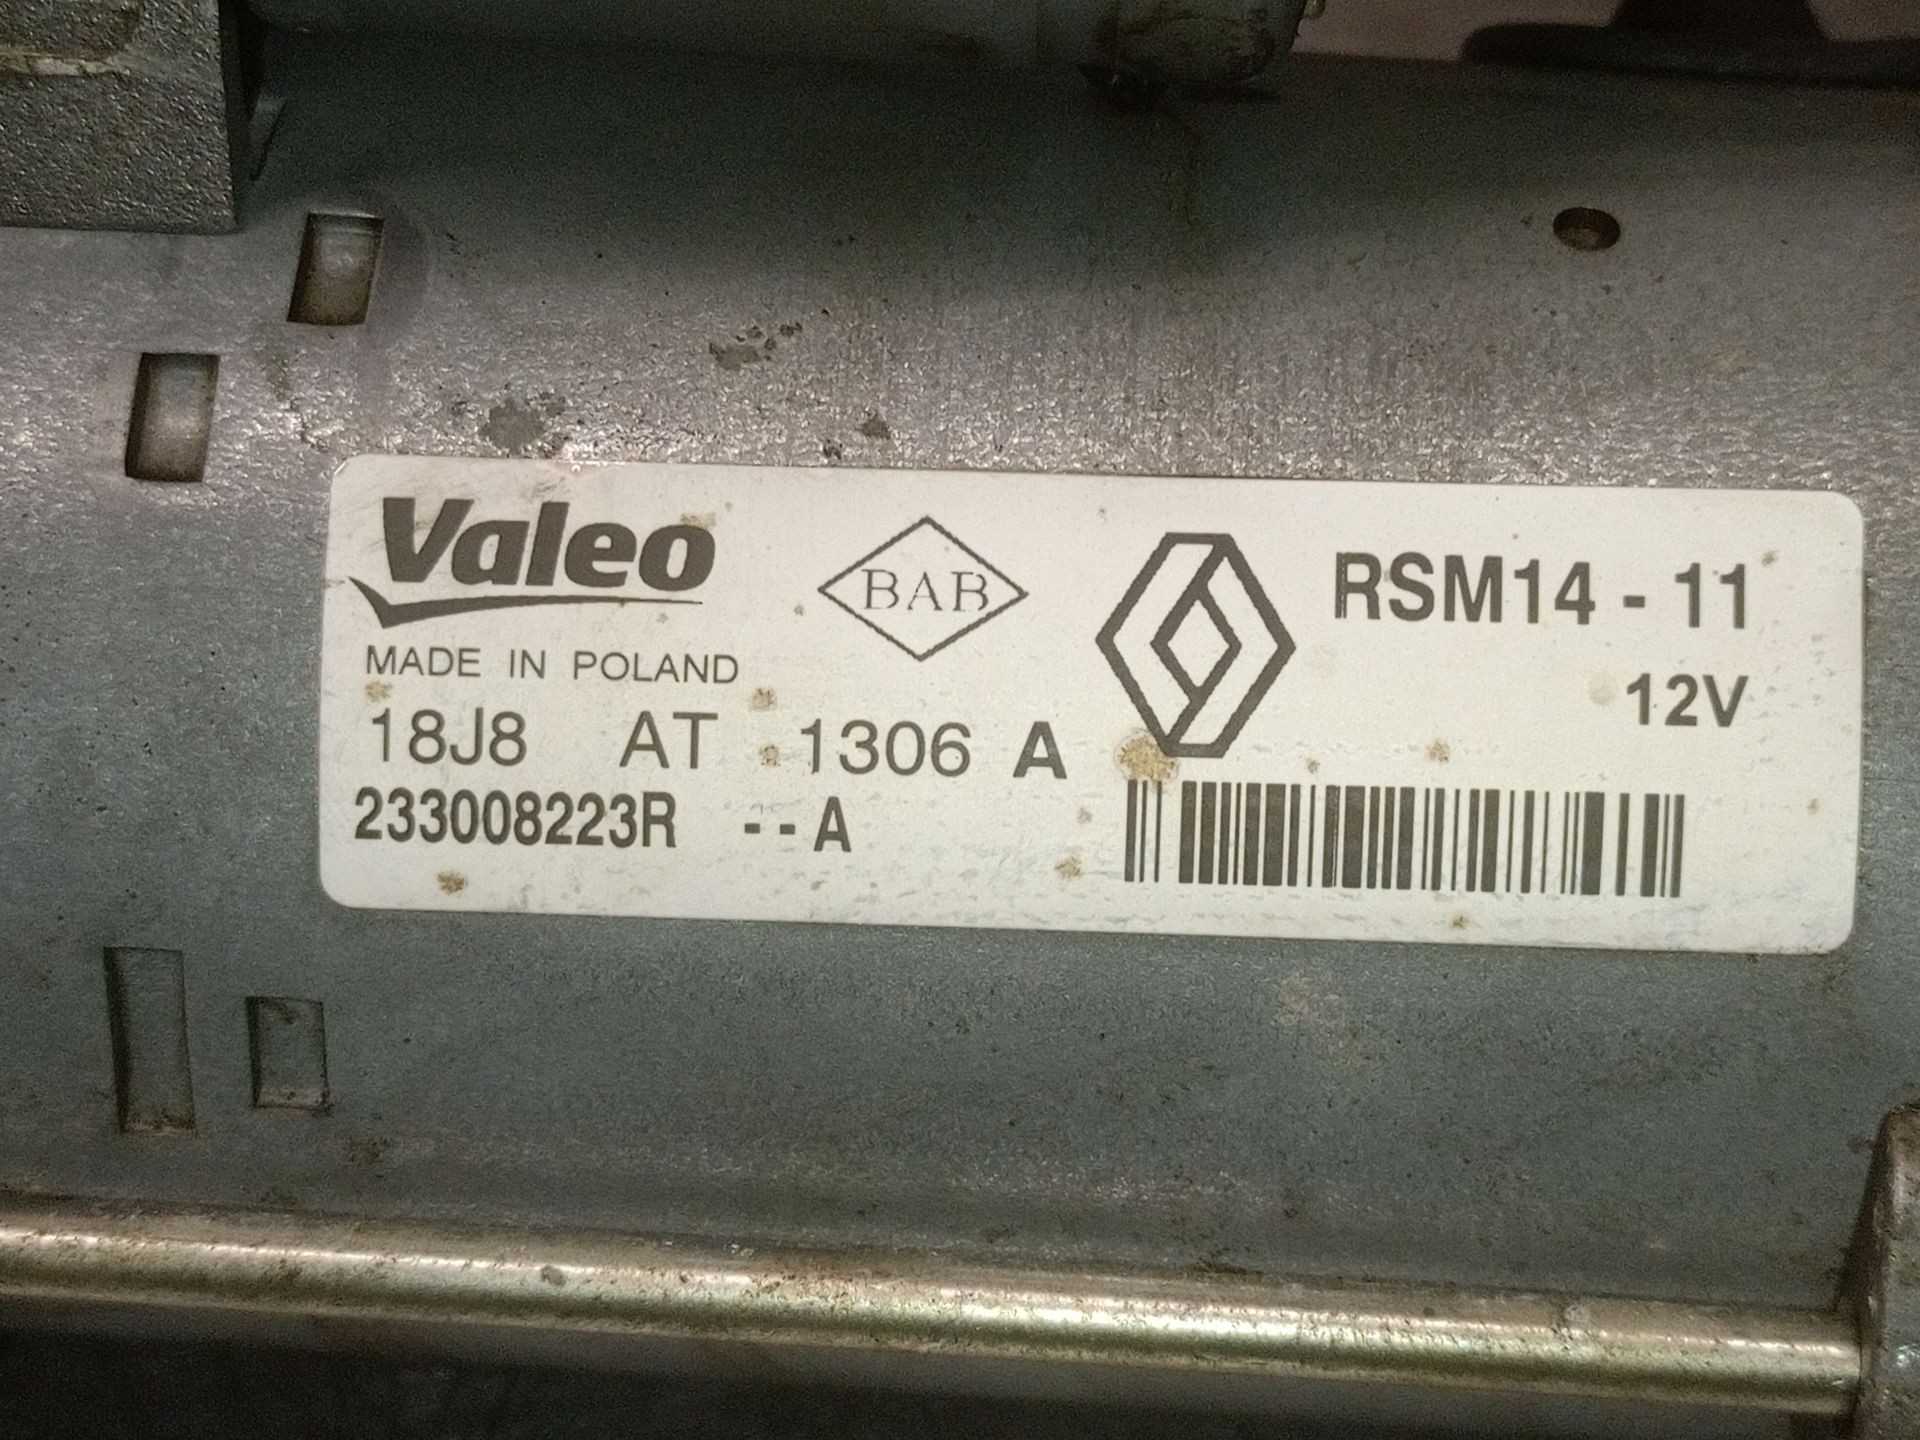 Valeo
BAB
RSM14 - 11
MADE IN POLAND
12V
18J8 AT 1306 A
233008223R --A